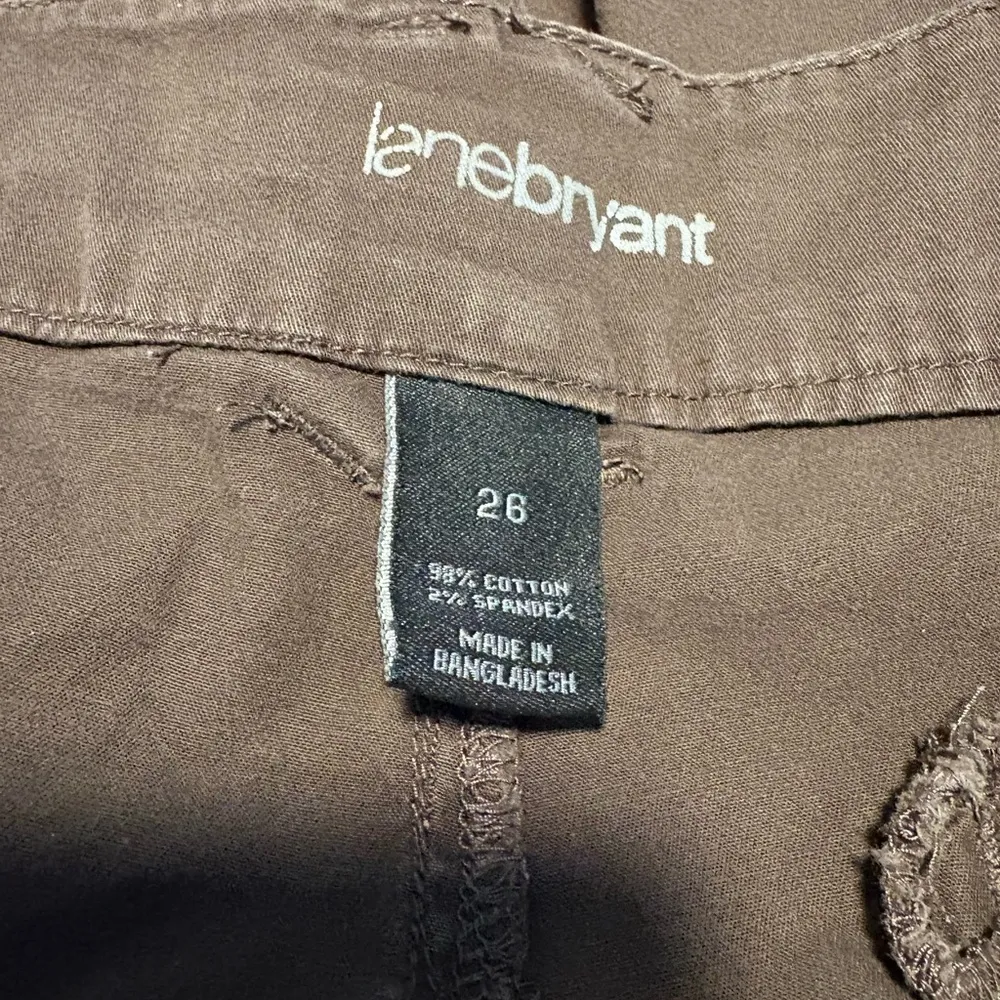 lanebryant
26
98% COTTON
2% SPANDEX
MADE IN
BANGLADESH